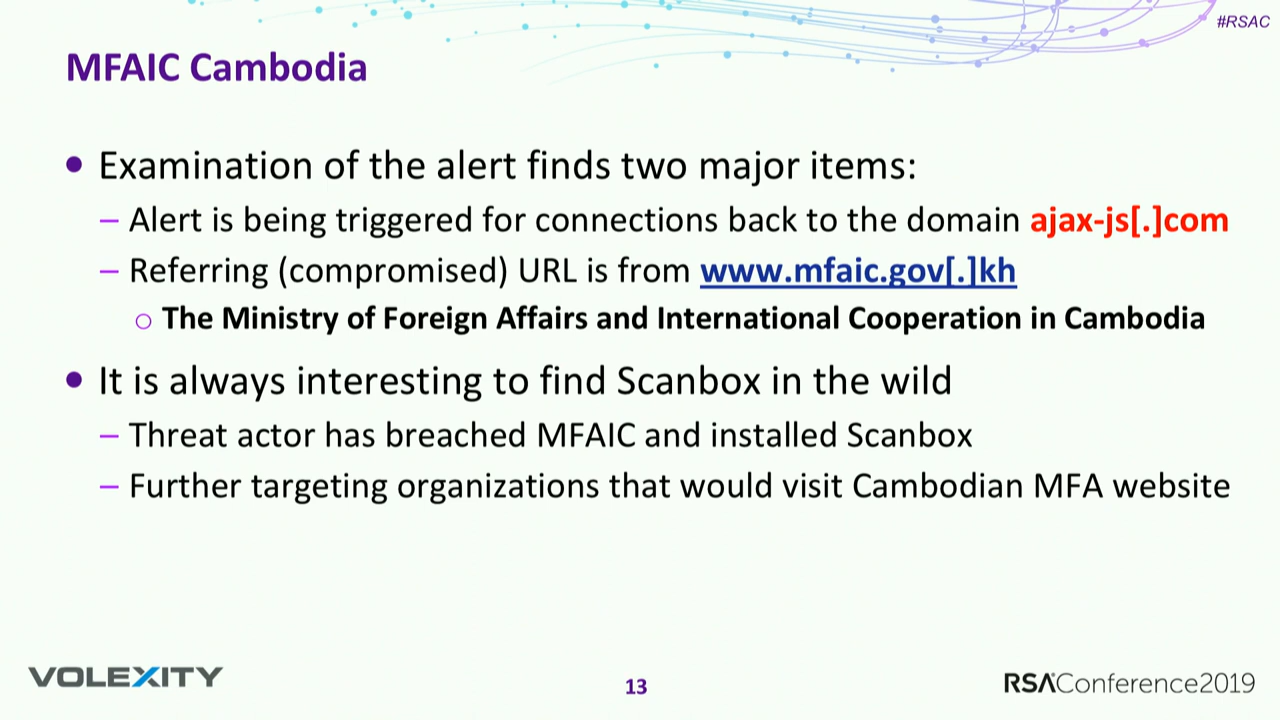 #RSAC
MFAIC Cambodia
• Examination of the alert finds two major items:
– Alert is being triggered for connections back to the domain ajax-js[.]com
– Referring (compromised) URL is from www.mfaic.gov[.]kh
○ The Ministry of Foreign Affairs and International Cooperation in Cambodia
• It is always interesting to find Scanbox in the wild
– Threat actor has breached MFAIC and installed Scanbox
– Further targeting organizations that would visit Cambodian MFA website
VOLEXITY
13
RSAConference2019